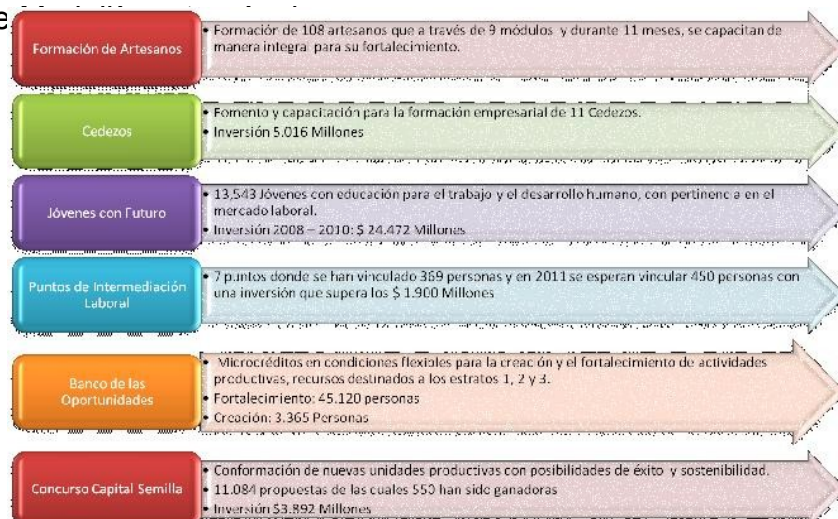 Formación de Artesanos
• Formación de 108 artesanos que a través de 9 módulos y durante 11 meses, se capacitan de
manera integral para su fortalecimiento.
Cedezos
• Fomento y capacitación para la formación empresarial de 11 Cedezos.
• Inversión 5.016 Millones
Jóvenes con Futuro
• 13,543 Jóvenes con educación para el trabajo y el desarrollo humano, con pertinencia en el
mercado laboral.
• Inversión 2008 – 2010: $ 24.472 Millones
Puntos de Intermediación
Laboral
• 7 puntos donde se han vinculado 369 personas y en 2011 se esperan vincular 450 personas con
una inversión que supera los $ 1.900 Millones
Banco de las
Oportunidades
• Microcréditos en condiciones flexibles para la creación y el fortalecimiento de actividades
productivas, recursos destinados a los estratos 1, 2 y 3.
• Fortalecimiento: 45.120 personas
• Creación: 3.365 Personas
Concurso Capital Semilla
• Conformación de nuevas unidades productivas con posibilidades de éxito y sostenibilidad.
• 11.084 propuestas de las cuales 550 han sido ganadoras
• Inversión $3.892 Millones